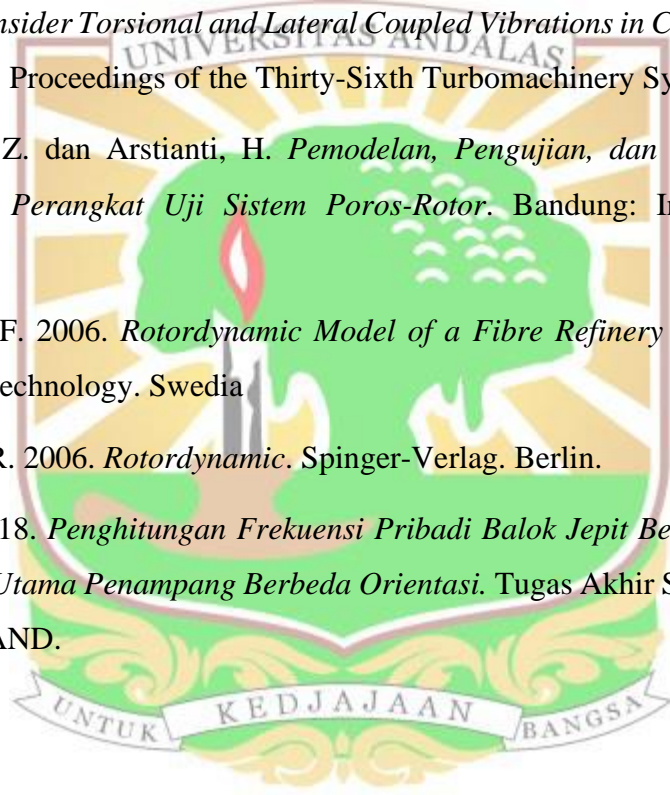 nsider Torsional and Lateral Coupled Vibrations in C
UNIVERSITAS ANDALAS
Proceedings of the Thirty-Sixth Turbomachinery Sy
Z. dan Arstianti, H. Pemodelan, Pengujian, dan
Perangkat Uji Sistem Poros-Rotor. Bandung: In
F. 2006. Rotordynamic Model of a Fibre Refinery
echnology. Swedia
R. 2006. Rotordynamic. Spinger-Verlag. Berlin.
18. Penghitungan Frekuensi Pribadi Balok Jepit Be
Utama Penampang Berbeda Orientasi. Tugas Akhir S
AND.
UNTUK KEDJAJAAN BANGSA